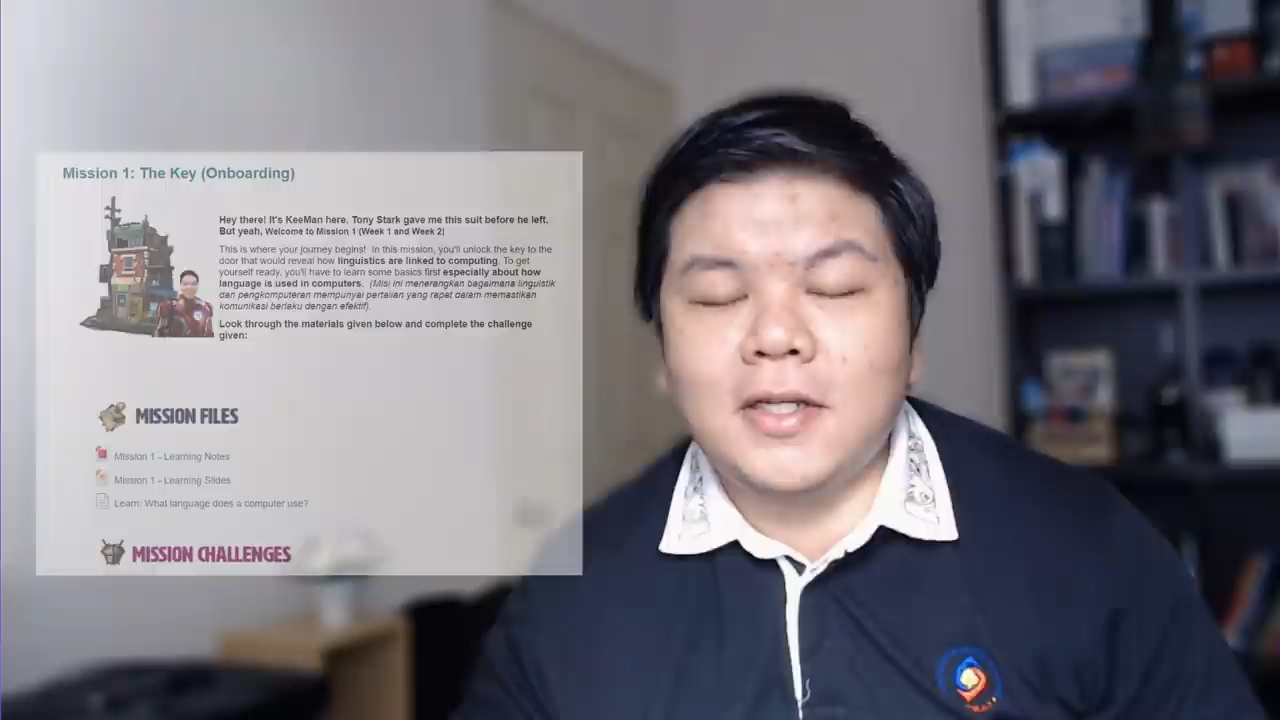 Mission 1: The Key (Onboarding)
Hey there! It's KeeMan here. Tony Stark gave me this suit before he left.
But yeah, Welcome to Mission 1 (Week 1 and Week 2)
This is where your journey begins! In this mission, you'll unlock the key to the
door that would reveal how linguistics are linked to computing. To get
yourself ready, you'll have to learn some basics first especially about how
language is used in computers. (Misi ini menerangkan bagaimana linguistik
dan pengkomputeran mempunyai pertalian yang rapat dalam memastikan
komunikasi berlaku dengan efektif).
Look through the materials given below and complete the challenge
given:
MISSION FILES
Mission 1 - Learning Notes
Mission 1 - Learning Slides
Learn: What language does a computer use?
MISSION CHALLENGES